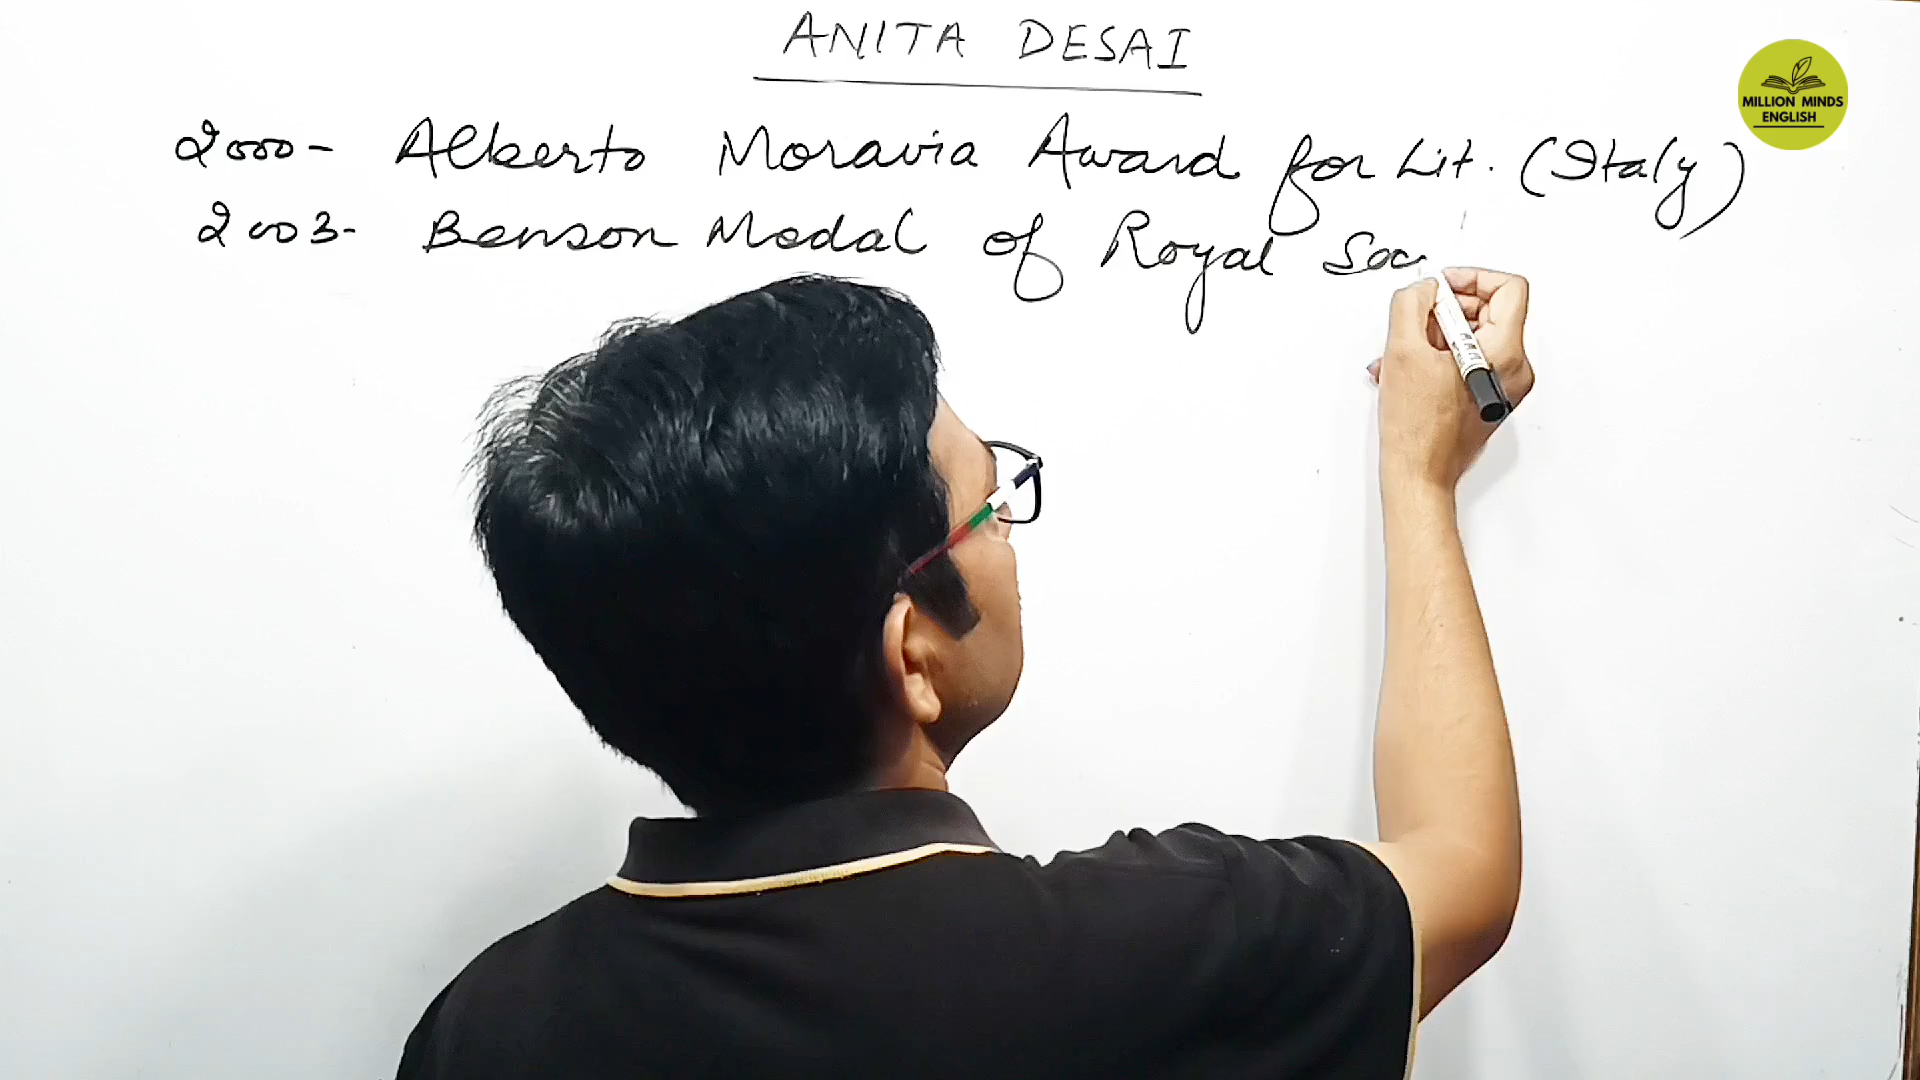 ANITA DESAI
MILLION MINDS
ENGLISH
2000- Alberto Moravia Award for Lit. (Italy)
2003- Benson Medal of Royal Soc